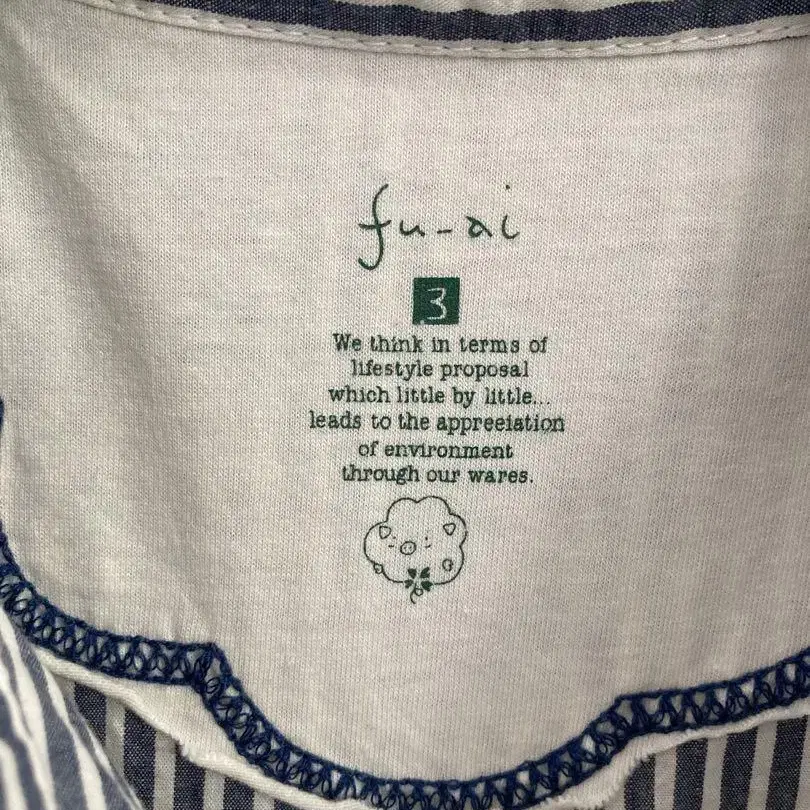 fu-ai
3
We think in terms of
lifestyle proposal
which little by little...
leads to the appreeiation
of environment
through our wares.